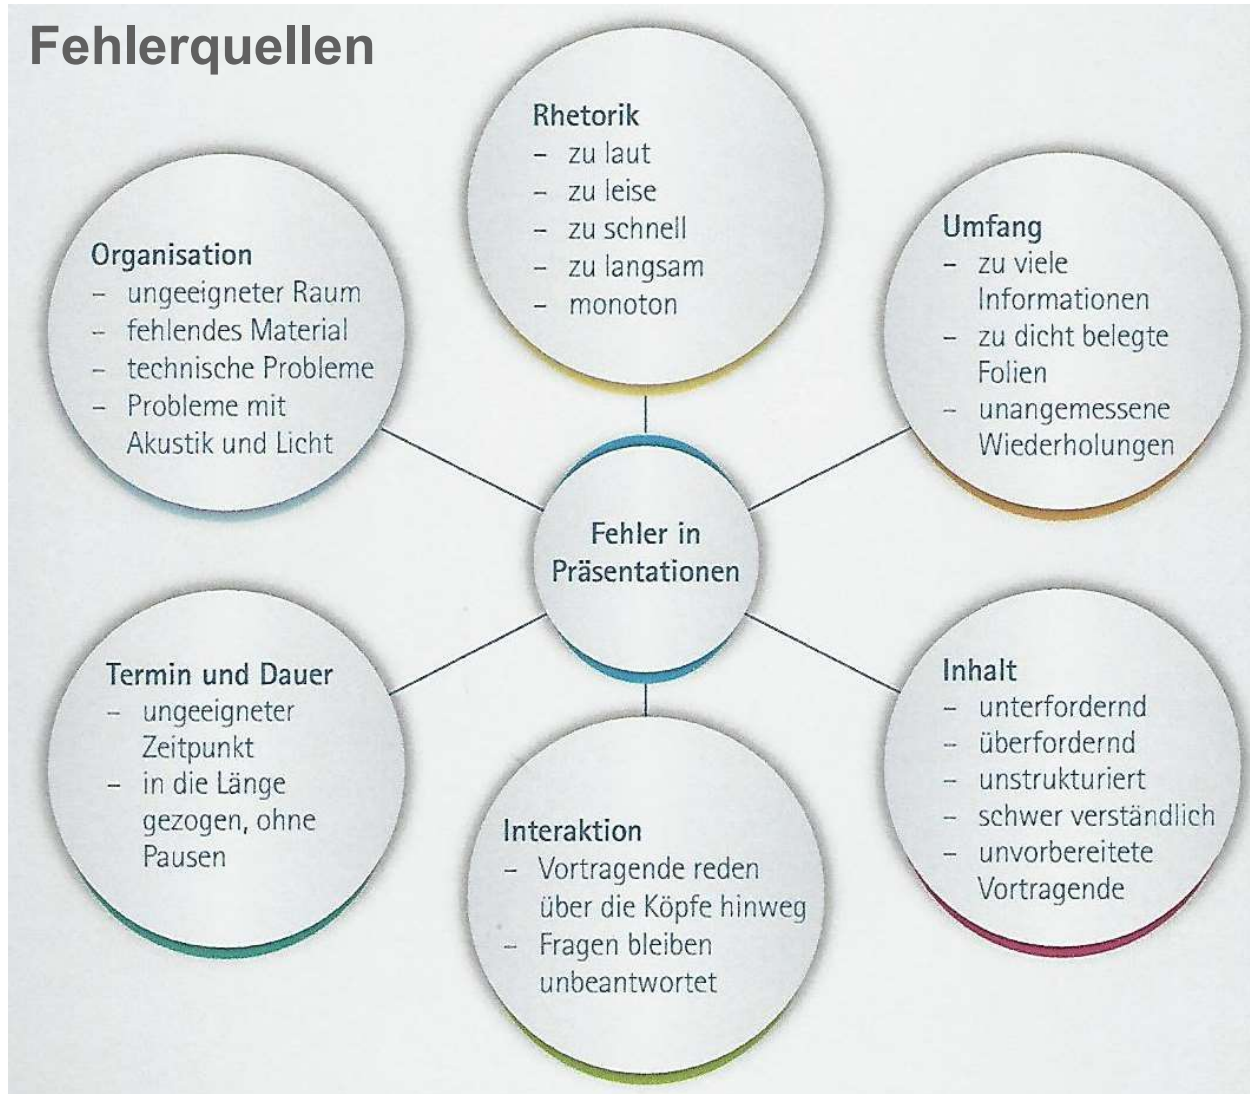 Fehlerquellen
Rhetorik
– zu laut
– zu leise
– zu schnell
– zu langsam
– monoton
Organisation
– ungeeigneter Raum
– fehlendes Material
– technische Probleme
– Probleme mit
Akustik und Licht
Umfang
– zu viele
Informationen
– zu dicht belegte
Folien
– unangemessene
Wiederholungen
Fehler in
Präsentationen
Termin und Dauer
– ungeeigneter
Zeitpunkt
– in die Länge
gezogen, ohne
Pausen
Interaktion
– Vortragende reden
über die Köpfe hinweg
– Fragen bleiben
unbeantwortet
Inhalt
– unterfordernd
– überfordernd
– unstrukturiert
– schwer verständlich
– unvorbereitete
Vortragende